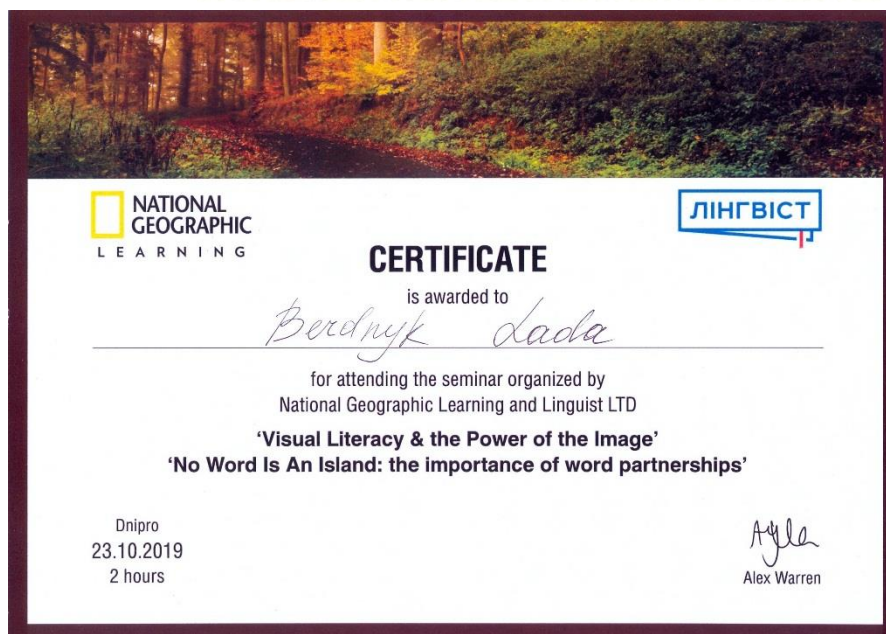 NATIONAL
GEOGRAPHIC
LEARNING
ЛІНГВІСТ
CERTIFICATE
is awarded to
Berdnyk Lada
for attending the seminar organized by
National Geographic Learning and Linguist LTD
‘Visual Literacy & the Power of the Image’
‘No Word Is An Island: the importance of word partnerships’
Dnipro
23.10.2019
2 hours
Alex Warren